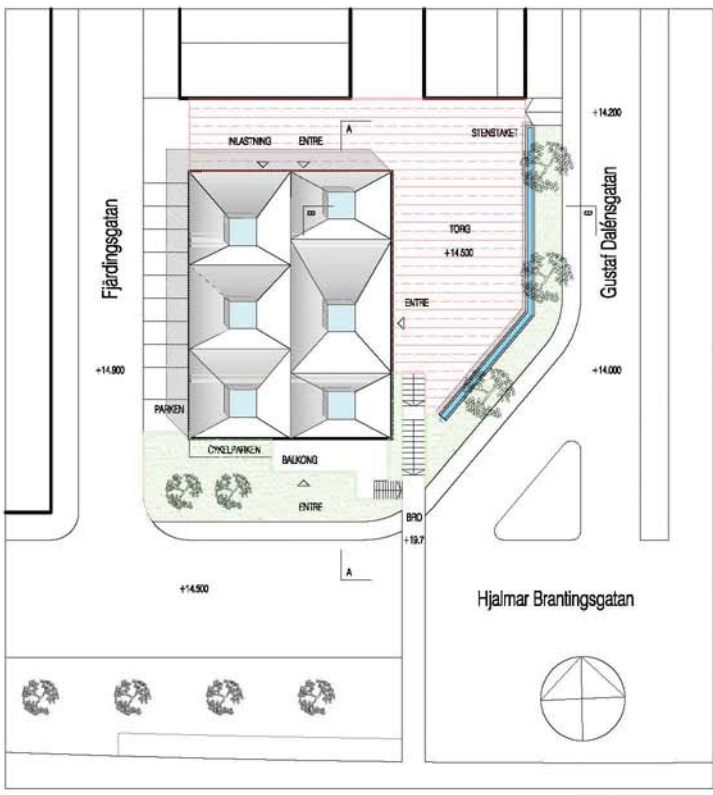 +14.200
STENSTAKET
A
INLASTNING
ENTRE
B
B
TORG
+14.500
Fjärdingsgatan
Gustaf Dalénsgatan
ENTRE
+14.900
+14.000
PARKEN
CYKELPARKEN
BALKONG
ENTRE
BRO
+19.7
A
+14.500
Hjalmar Brantingsgatan